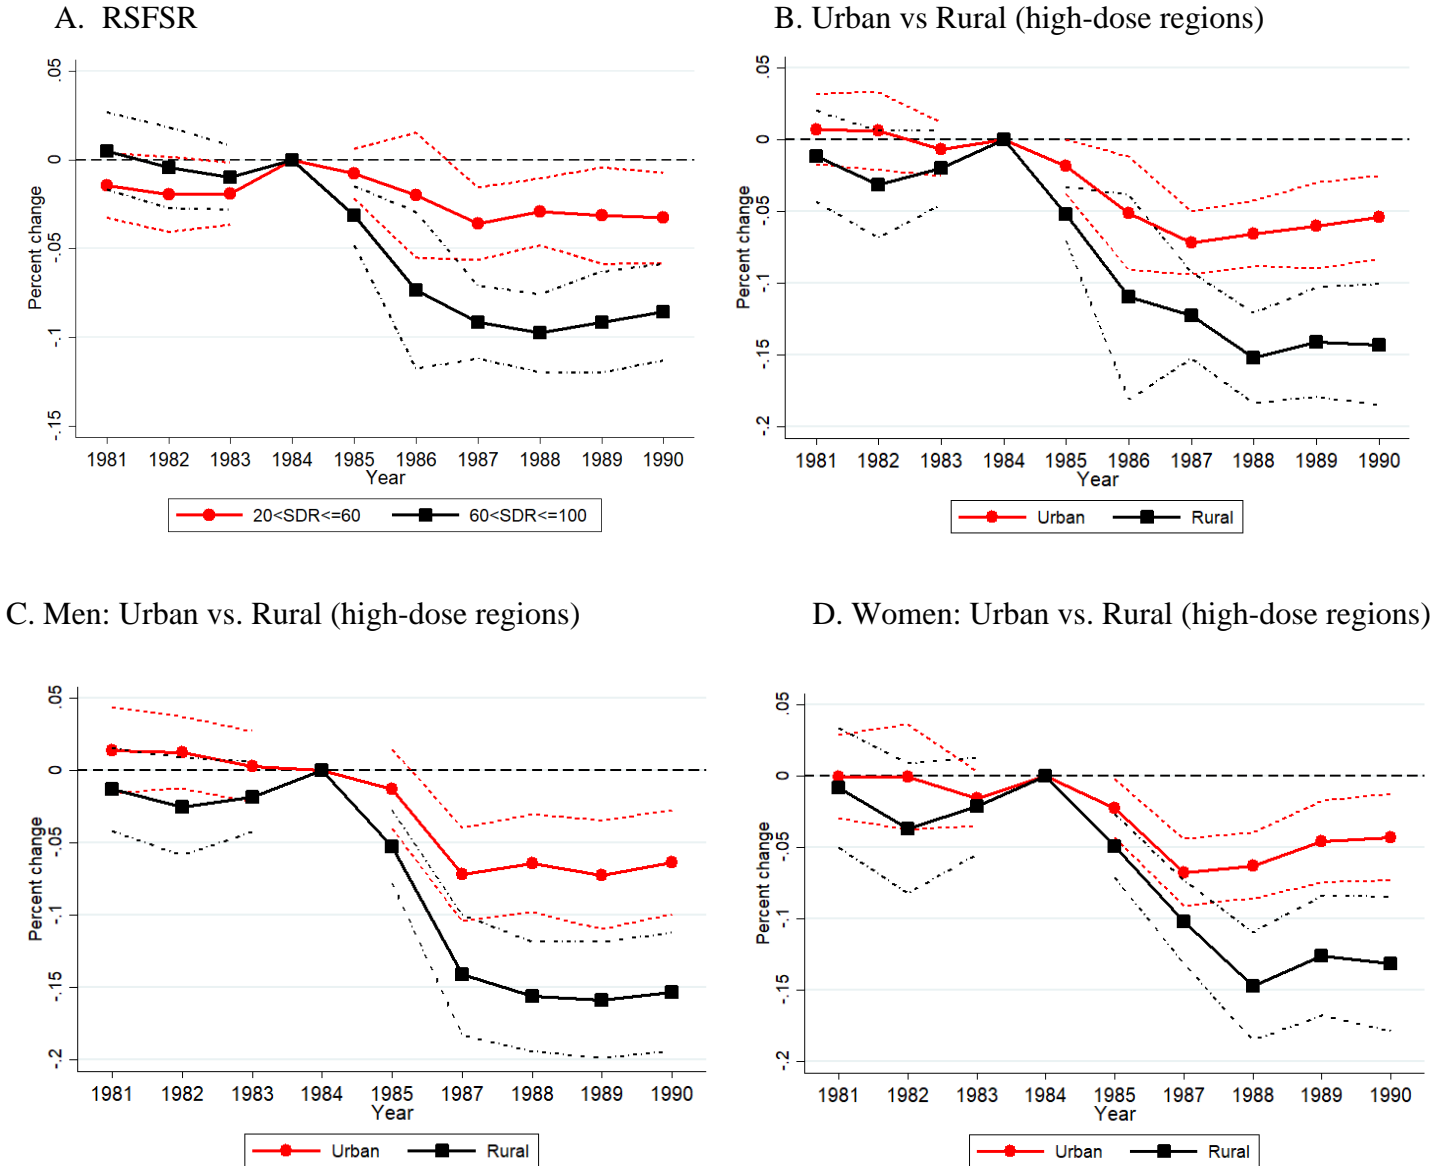 A. RSFSR
Percent change
.05
0
-.05
-.1
-.15
1981 1982 1983 1984 1985 1986 1987 1988 1989 1990
Year
20<SDR<=60 60<SDR<=100
B. Urban vs Rural (high-dose regions)
Percent change
.05
0
-.05
-.1
-.15
-.2
1981 1982 1983 1984 1985 1986 1987 1988 1989 1990
Year
Urban Rural
C. Men: Urban vs. Rural (high-dose regions)
Percent change
.05
0
-.05
-.1
-.15
-.2
1981 1982 1983 1984 1985 1987 1988 1989 1990
Year
Urban Rural
D. Women: Urban vs. Rural (high-dose regions)
Percent change
.05
0
-.05
-.1
-.15
-.2
1981 1982 1983 1984 1985 1987 1988 1989 1990
Year
Urban Rural